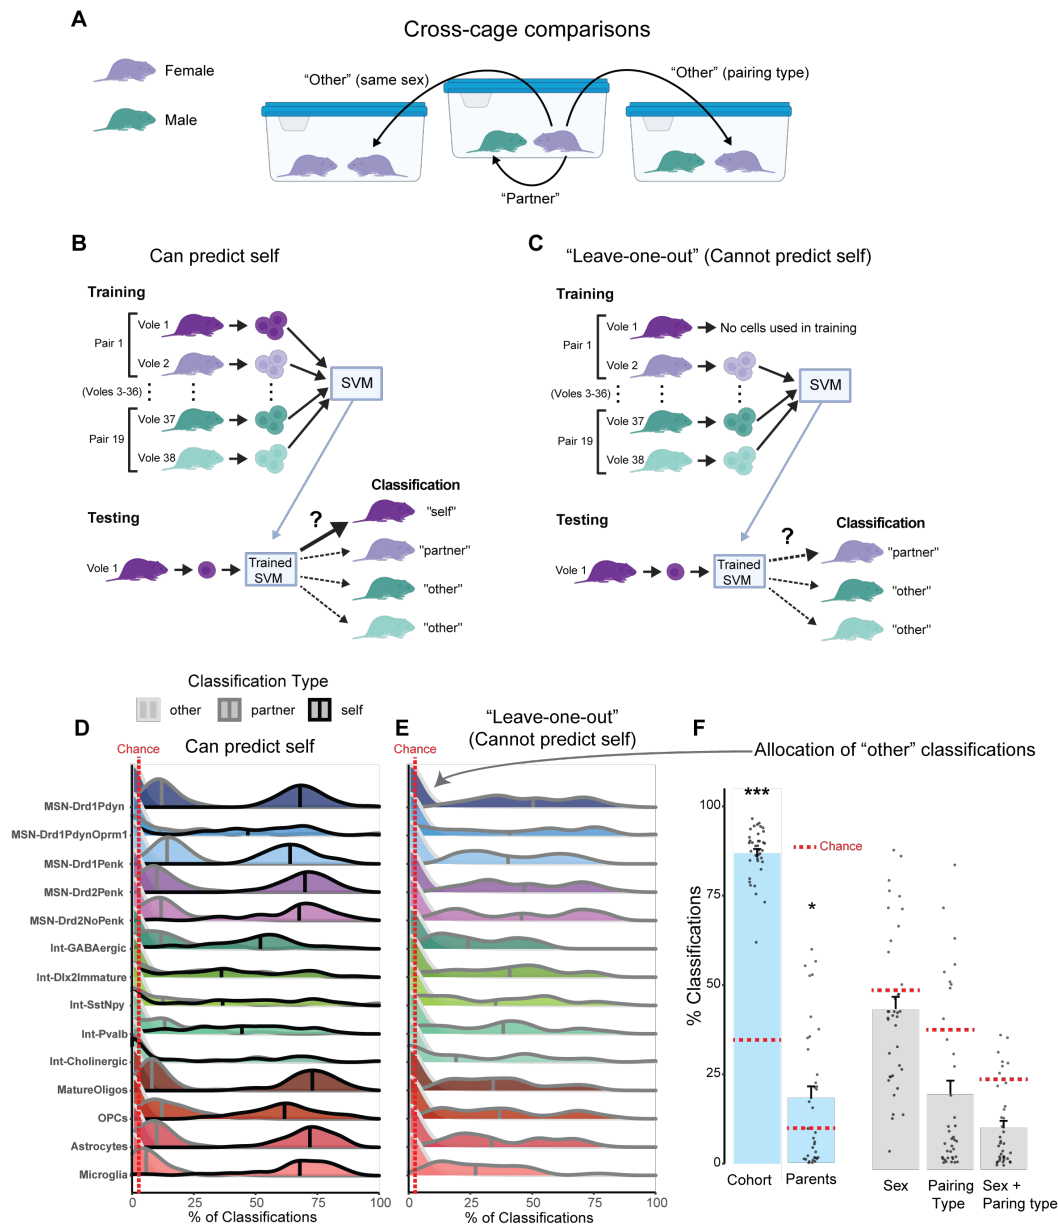 A
Cross-cage comparisons
Female
Male
“Other” (same sex)
“Other” (pairing type)
“Partner”
B
Can predict self
Training
Pair 1
Vole 1
Vole 2
(Voles 3-36)
Pair 19
Vole 37
Vole 38
SVM
Testing
Vole 1
Trained
SVM
?
Classification
"self"
"partner"
"other"
"other"
C
“Leave-one-out” (Cannot predict self)
Training
Pair 1
Vole 1
No cells used in training
Vole 2
(Voles 3-36)
Pair 19
Vole 37
Vole 38
SVM
Testing
Vole 1
Trained
SVM
?
Classification
"partner"
"other"
"other"
Classification Type
other
partner
self
D
Chance
Can predict self
MSN-Drd1Pdyn
MSN-Drd1PdynOprm1
MSN-Drd1Penk
MSN-Drd2Penk
MSN-Drd2NoPenk
Int-GABAergic
Int-Dlx2Immature
Int-SstNpy
Int-Pvalb
Int-Cholinergic
MatureOligos
OPCs
Astrocytes
Microglia
0 25 50 75 100
% of Classifications
E
“Leave-one-out”
(Cannot predict self)
Chance
0 25 50 75 100
% of Classifications
F
Allocation of “other” classifications
% Classifications
100
75
50
25
0
***
*
Chance
Cohort
Parents
Sex
Pairing
Type
Sex +
Paring type